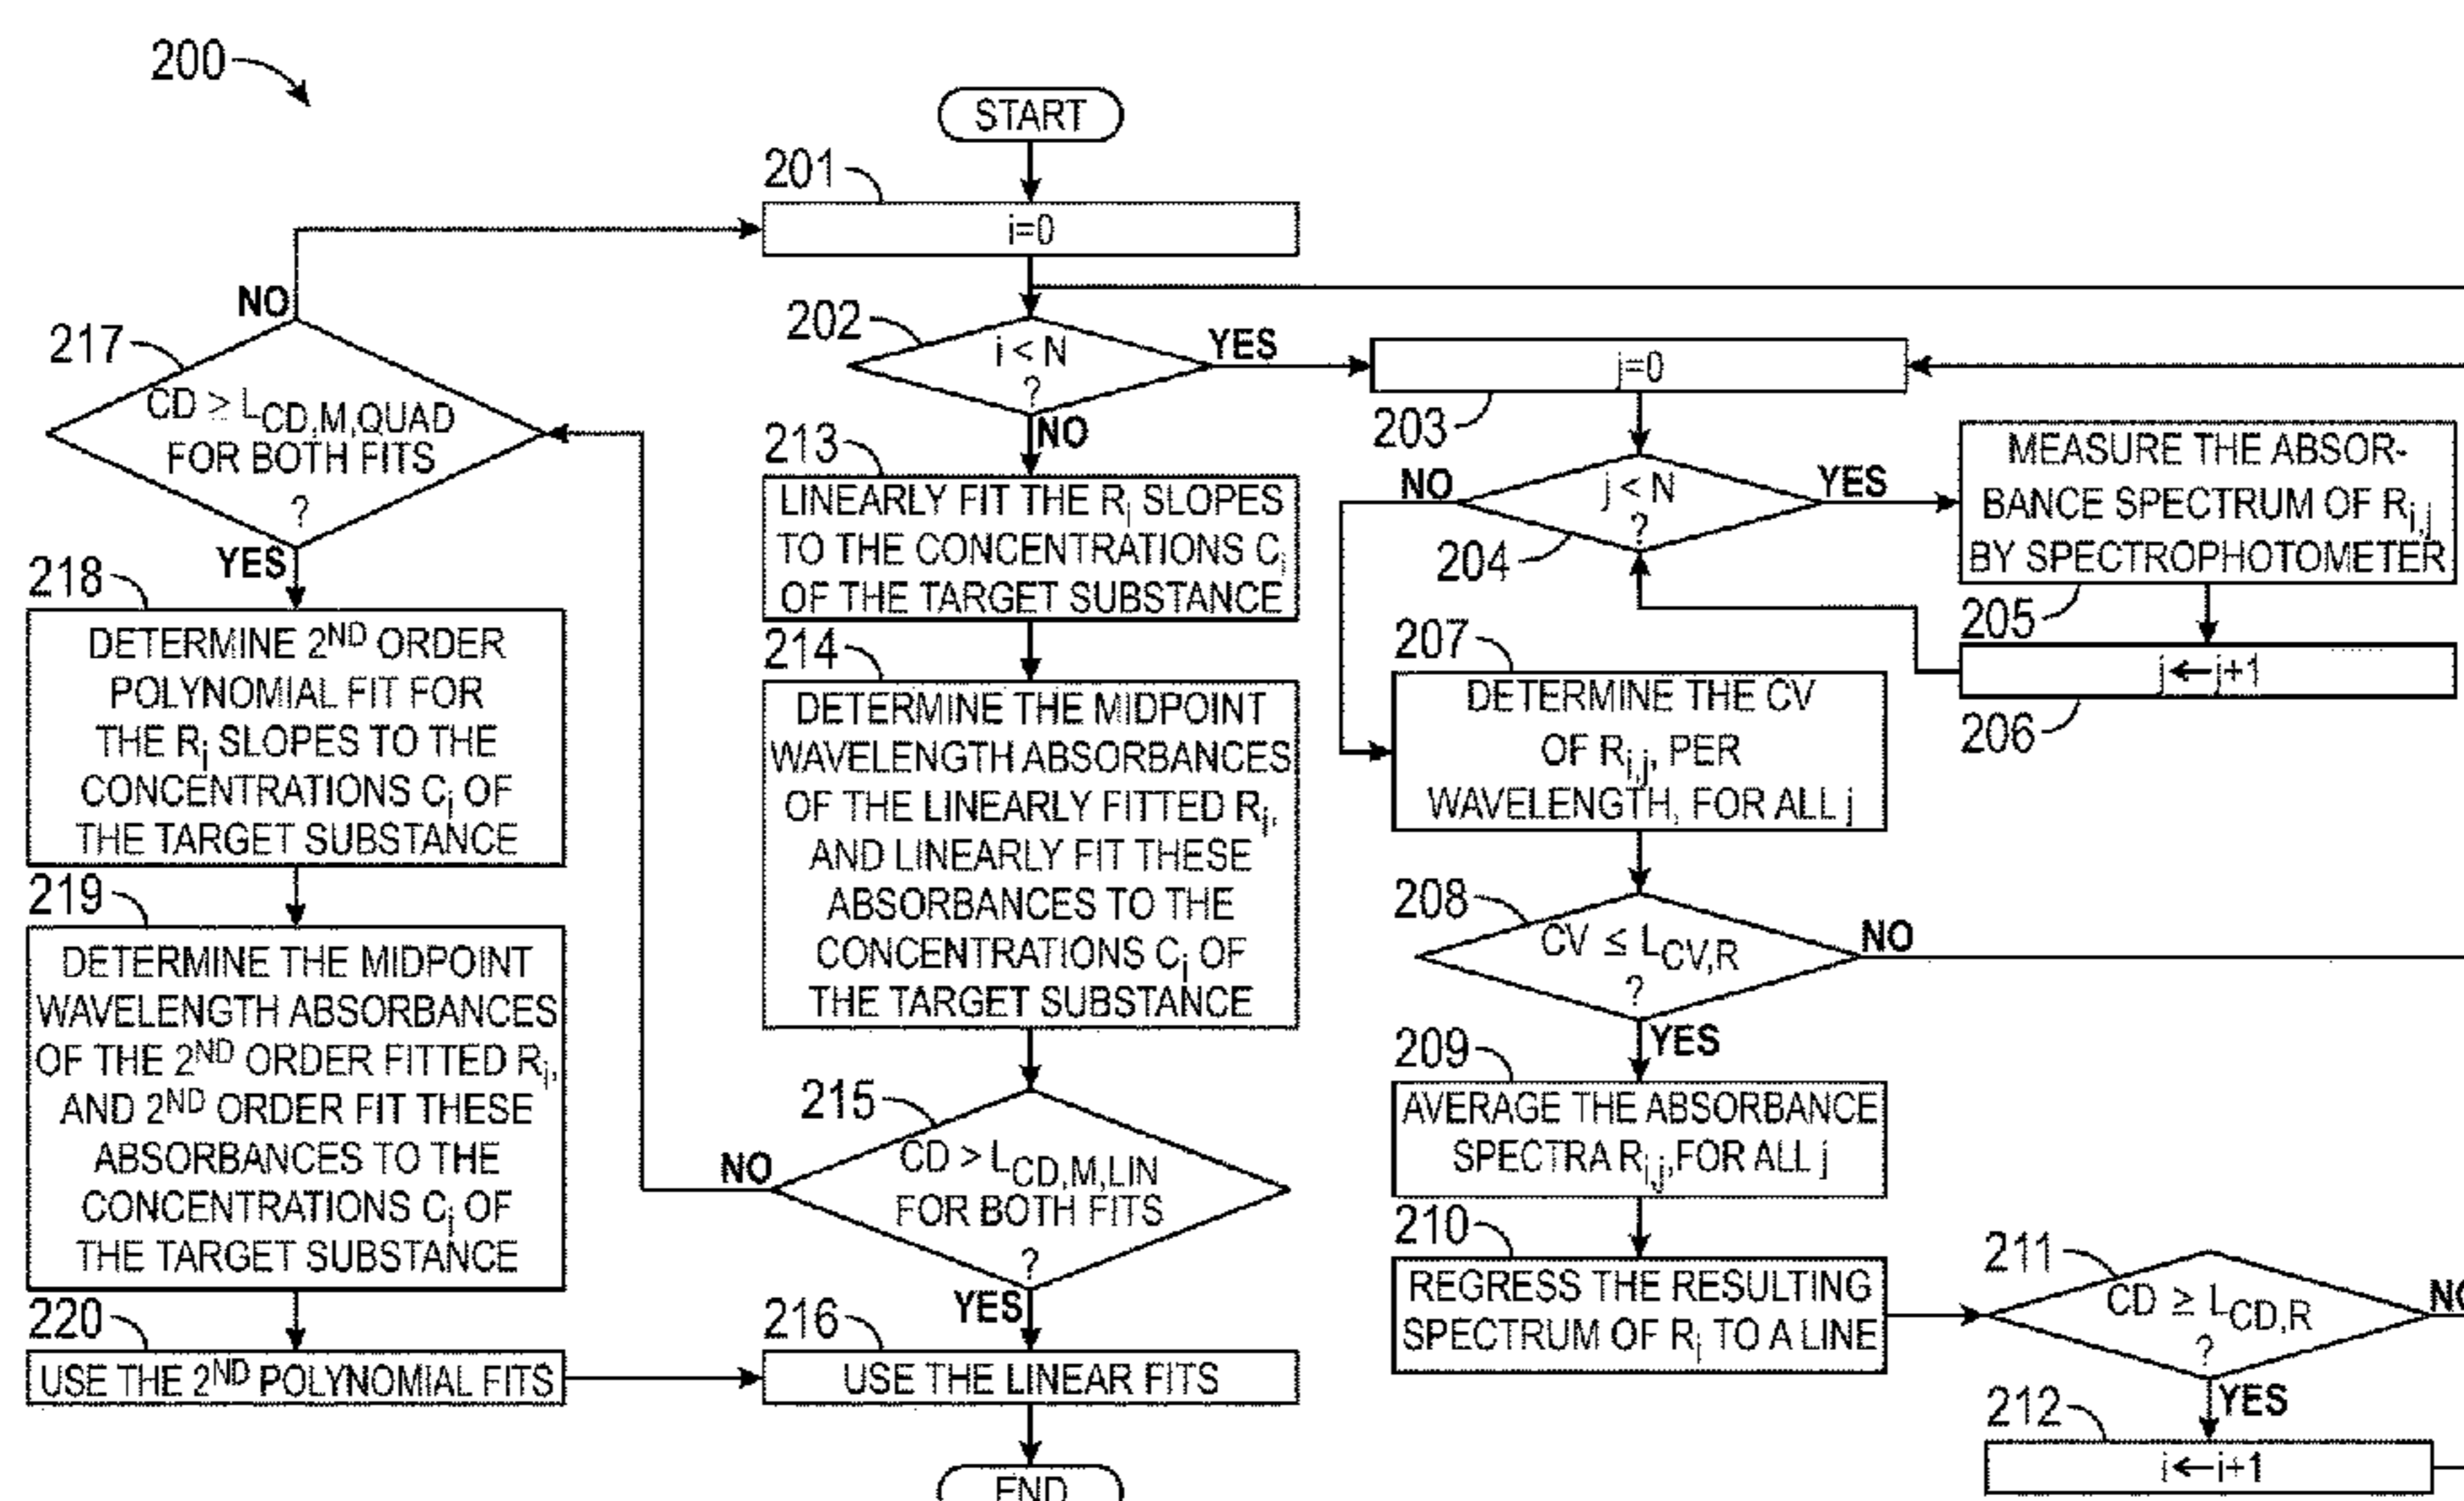 200
START
201
i=0
202
i < N
?
YES
NO
203
j=0
204
j < N
?
NO
YES
205
MEASURE THE ABSOR-
BANCE SPECTRUM OF Ri,j
BY SPECTROPHOTOMETER
206
j←j+1
207
DETERMINE THE CV
OF Ri,j, PER
WAVELENGTH, FOR ALL j
208
CV ≤ LCV,R
?
NO
YES
209
AVERAGE THE ABSORBANCE
SPECTRA Ri,j, FOR ALL j
210
REGRESS THE RESULTING
SPECTRUM OF Ri TO A LINE
211
CD ≥ LCD,R
?
NO
YES
212
i←i+1
213
LINEARLY FIT THE Ri SLOPES
TO THE CONCENTRATIONS Ci
OF THE TARGET SUBSTANCE
214
DETERMINE THE MIDPOINT
WAVELENGTH ABSORBANCES
OF THE LINEARLY FITTED Ri,
AND LINEARLY FIT THESE
ABSORBANCES TO THE
CONCENTRATIONS Ci OF
THE TARGET SUBSTANCE
215
CD > LCD,M,LIN
FOR BOTH FITS
?
NO
YES
216
USE THE LINEAR FITS
END
217
CD ≥ LCD,M,QUAD
FOR BOTH FITS
?
NO
YES
218
DETERMINE 2ND ORDER
POLYNOMIAL FIT FOR
THE Ri SLOPES TO THE
CONCENTRATIONS Ci OF
THE TARGET SUBSTANCE
219
DETERMINE THE MIDPOINT
WAVELENGTH ABSORBANCES
OF THE 2ND ORDER FITTED Ri,
AND 2ND ORDER FIT THESE
ABSORBANCES TO THE
CONCENTRATIONS Ci OF
THE TARGET SUBSTANCE
220
USE THE 2ND POLYNOMIAL FITS